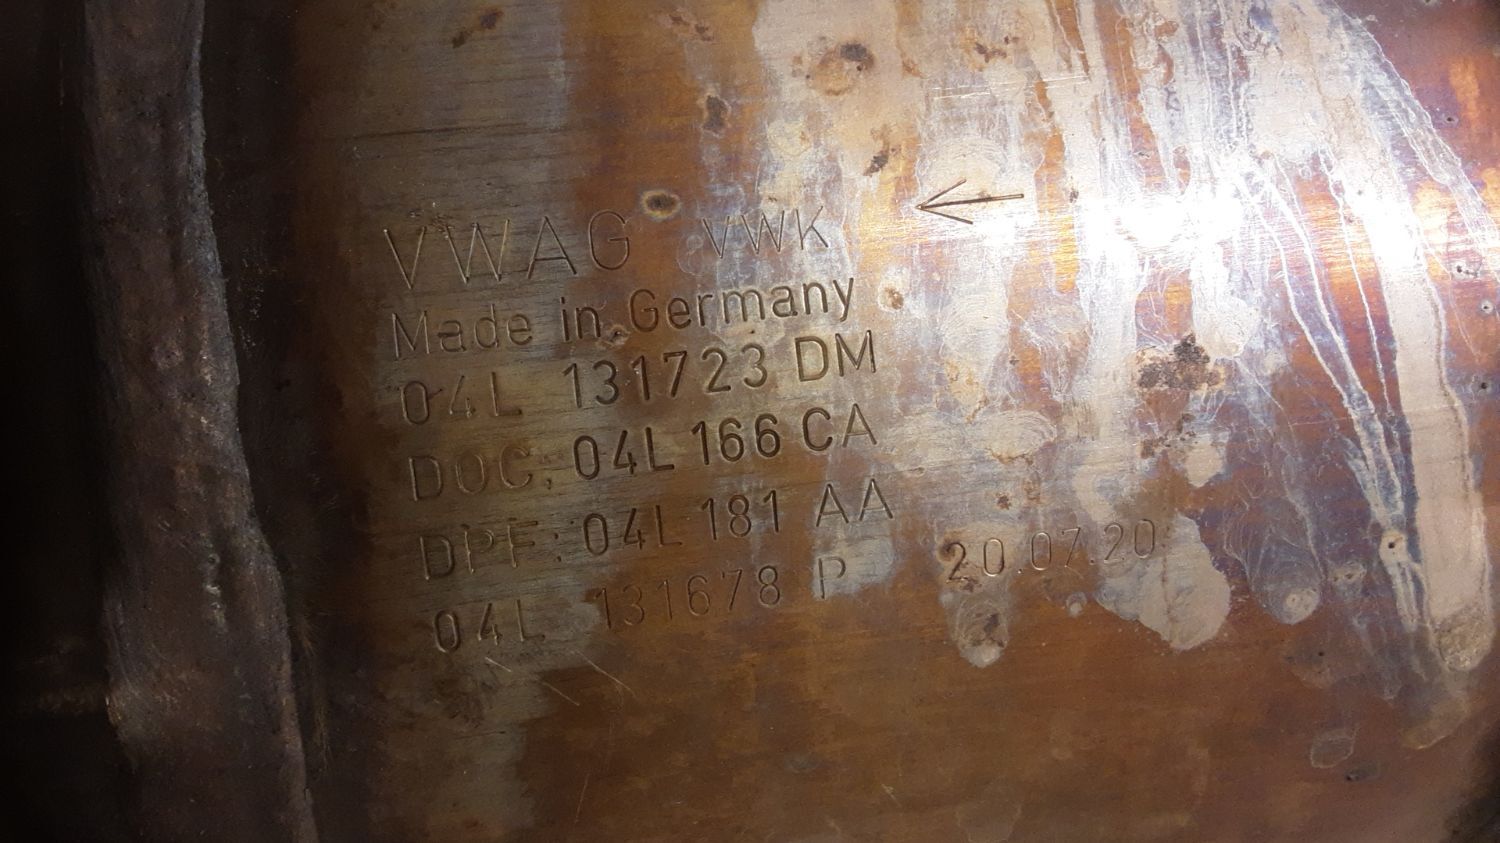 VWAG VWK ←
Made in Germany
04L 131723 DM
DOC: 04L 166 CA
DPF: 04L 181 AA
04L 131678 P 20.07.20